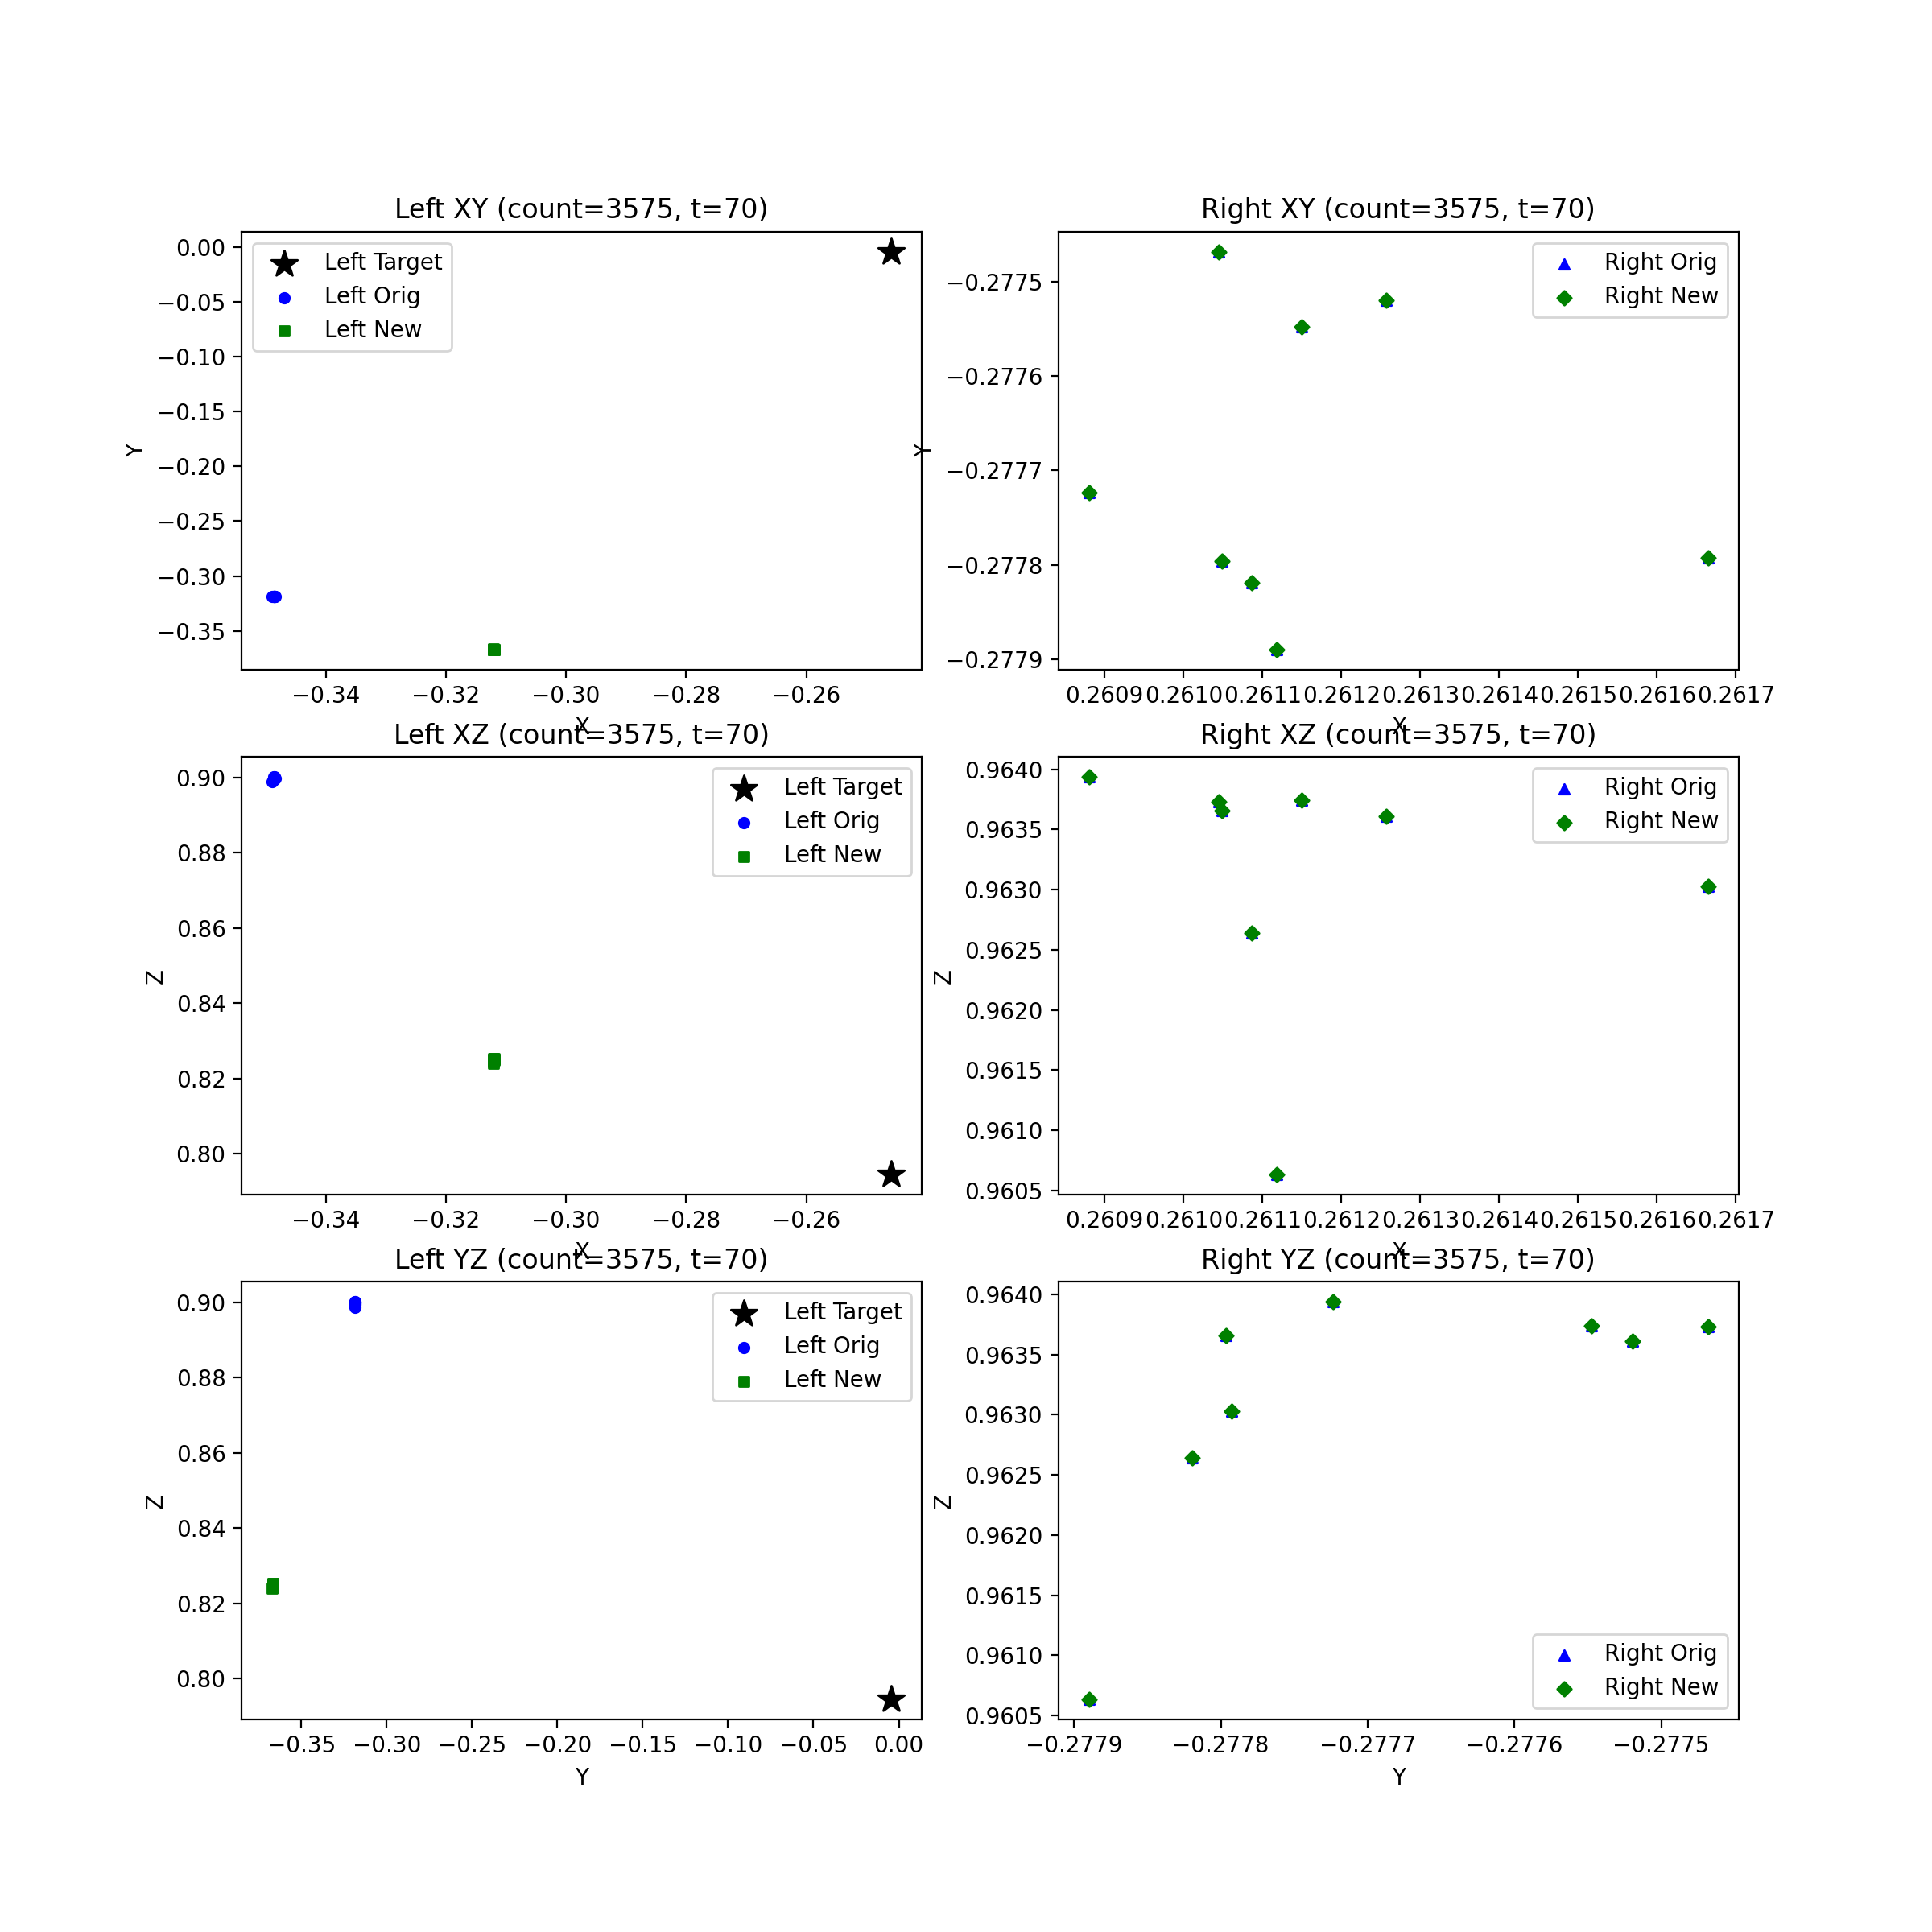 Left XY (count=3575, t=70)
0.00
−0.05
−0.10
−0.15
−0.20
−0.25
−0.30
−0.35
Y
Left Target
Left Orig
Left New
−0.34 −0.32 −0.30 −0.28 −0.26
X
Right XY (count=3575, t=70)
−0.2775
−0.2776
−0.2777
−0.2778
−0.2779
Y
Right Orig
Right New
0.2609 0.2610 0.2611 0.2612 0.2613 0.2614 0.2615 0.2616 0.2617
X
Left XZ (count=3575, t=70)
0.90
0.88
0.86
0.84
0.82
0.80
Z
Left Target
Left Orig
Left New
−0.34 −0.32 −0.30 −0.28 −0.26
X
Right XZ (count=3575, t=70)
0.9640
0.9635
0.9630
0.9625
0.9620
0.9615
0.9610
0.9605
Z
Right Orig
Right New
0.2609 0.2610 0.2611 0.2612 0.2613 0.2614 0.2615 0.2616 0.2617
X
Left YZ (count=3575, t=70)
0.90
0.88
0.86
0.84
0.82
0.80
Z
Left Target
Left Orig
Left New
−0.35 −0.30 −0.25 −0.20 −0.15 −0.10 −0.05 0.00
Y
Right YZ (count=3575, t=70)
0.9640
0.9635
0.9630
0.9625
0.9620
0.9615
0.9610
0.9605
Z
Right Orig
Right New
−0.2779 −0.2778 −0.2777 −0.2776 −0.2775
Y